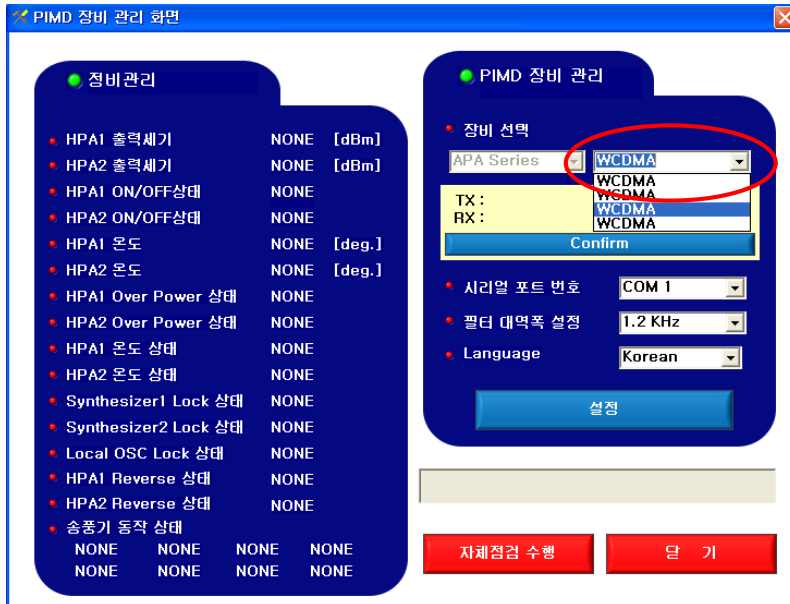 PIMD 장비 관리 화면
정비관리
HPA1 출력세기 NONE [dBm]
HPA2 출력세기 NONE [dBm]
HPA1 ON/OFF상태 NONE
HPA2 ON/OFF상태 NONE
HPA1 온도 NONE [deg.]
HPA2 온도 NONE [deg.]
HPA1 Over Power 상태 NONE
HPA2 Over Power 상태 NONE
HPA1 온도 상태 NONE
HPA2 온도 상태 NONE
Synthesizer1 Lock 상태 NONE
Synthesizer2 Lock 상태 NONE
Local OSC Lock 상태 NONE
HPA1 Reverse 상태 NONE
HPA2 Reverse 상태 NONE
송풍기 동작 상태
NONE NONE NONE NONE
NONE NONE NONE NONE
PIMD 장비 관리
장비 선택
APA Series WCDMA
WCDMA
WCDMA
WCDMA
WCDMA
TX :
RX :
Confirm
시리얼 포트 번호 COM 1
필터 대역폭 설정 1.2 KHz
Language Korean
설정
자체점검 수행 닫 기